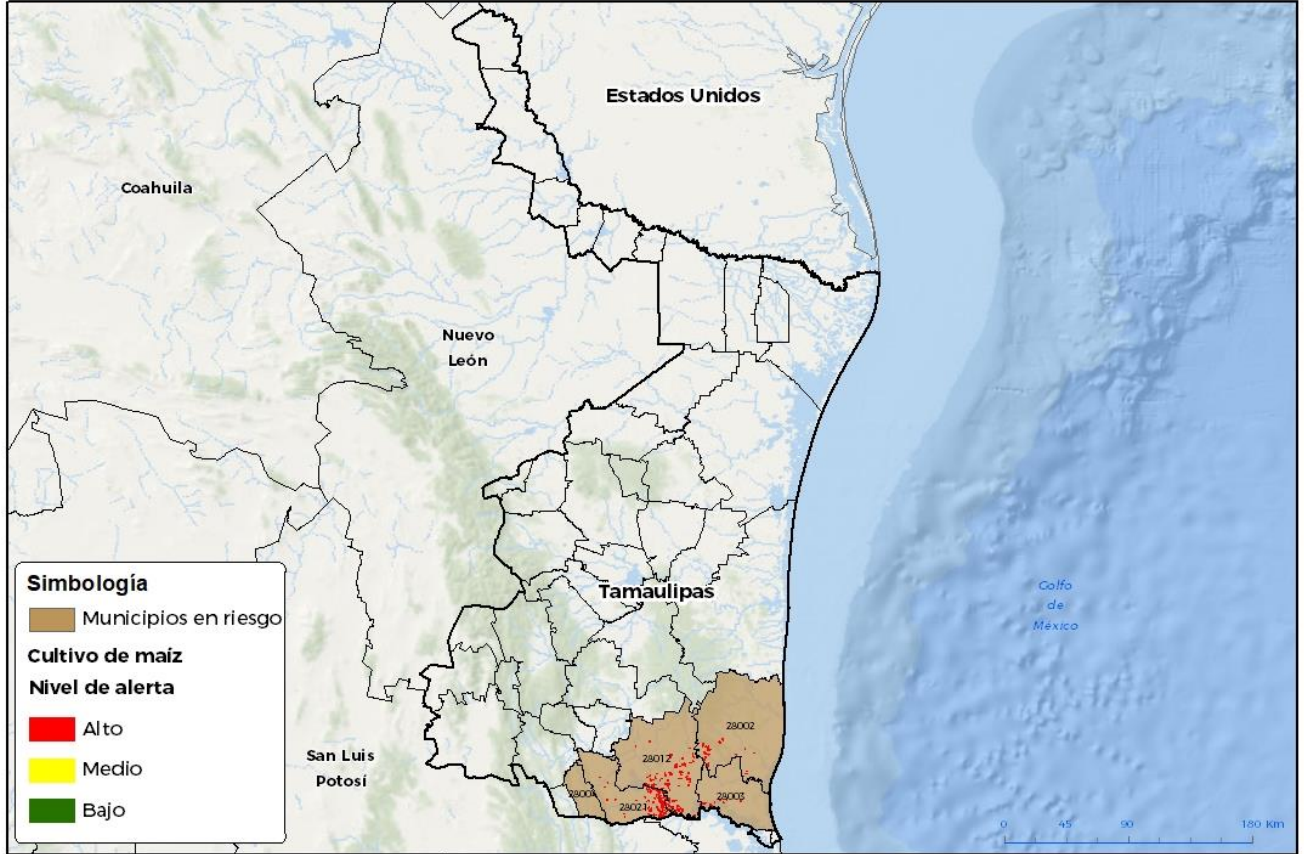 Estados Unidos
Coahuila
Nuevo
León
Tamaulipas
Golfo
de
México
San Luis
Potosí
28002
28012
28003
28021
Simbología
Municipios en riesgo
Cultivo de maíz
Nivel de alerta
Alto
Medio
Bajo
0 45 90 180 Km